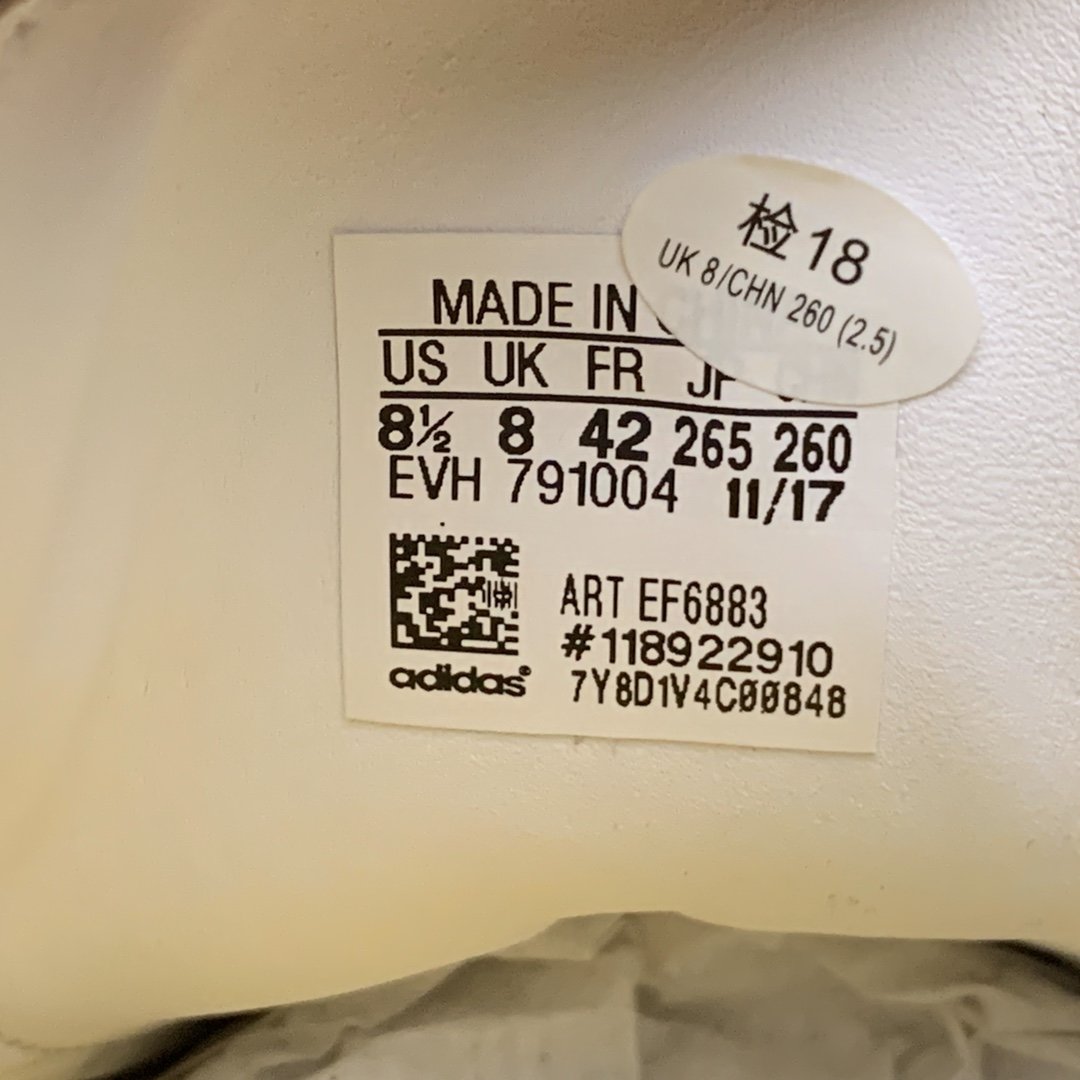 检18
UK 8/CHN 260 (2.5)
MADE IN
US UK FR JP
8½ 8 42 265 260
EVH 791004 11/17
ART EF6883
#118922910
adidas®
7Y8D1V4C00848